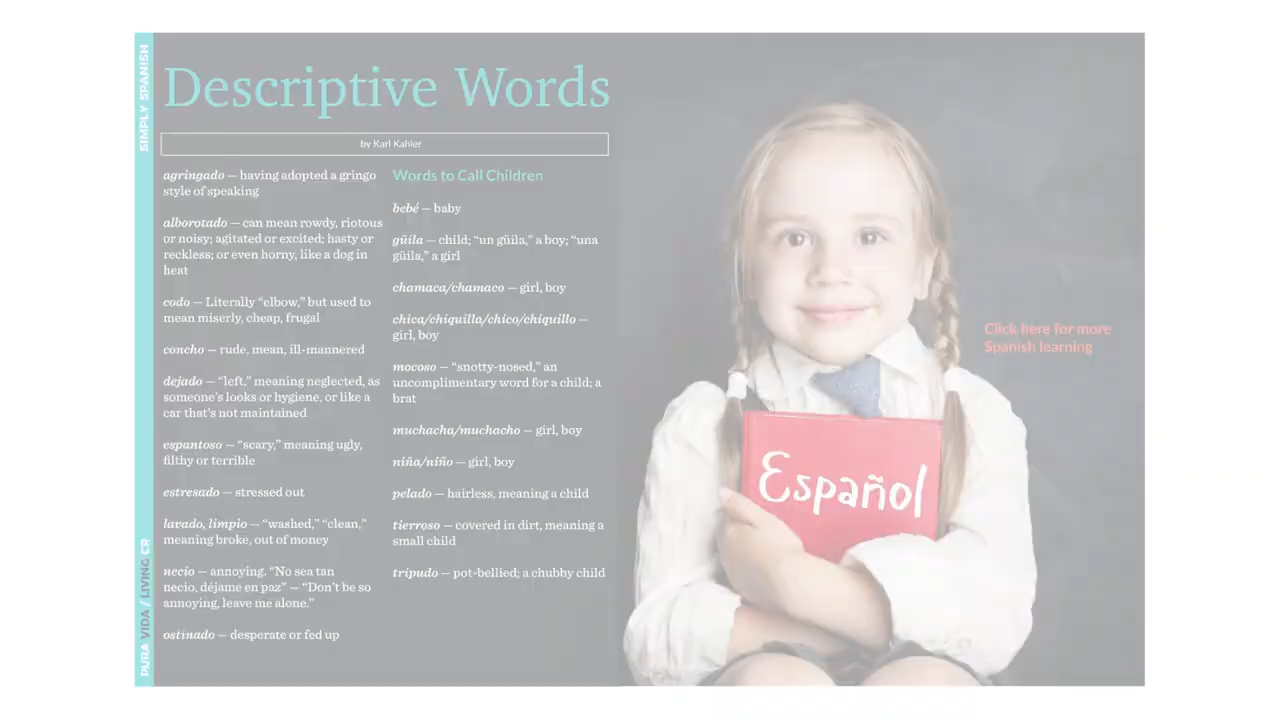 SIMPLY SPANISH
Descriptive Words
by Karl Kahler
agringado — having adopted a gringo
style of speaking
alborotado — can mean rowdy, riotous
or noisy; agitated or excited; hasty or
reckless; or even horny, like a dog in
heat
codo — Literally “elbow,” but used to
mean miserly, cheap, frugal
concho — rude, mean, ill-mannered
dejado — “left,” meaning neglected, as
someone’s looks or hygiene, or like a
car that’s not maintained
espantoso — “scary,” meaning ugly,
filthy or terrible
estresado — stressed out
lavado, limpio — “washed,” “clean,”
meaning broke, out of money
necio — annoying. “No sea tan
necio, déjame en paz” — “Don’t be so
annoying, leave me alone.”
ostinado — desperate or fed up
Words to Call Children
bebé — baby
güila — child; “un güila,” a boy; “una
güila,” a girl
chamaca/chamaco — girl, boy
chica/chiquilla/chico/chiquillo —
girl, boy
mocoso — “snotty-nosed,” an
uncomplimentary word for a child; a
brat
muchacha/muchacho — girl, boy
niña/niño — girl, boy
pelado — hairless, meaning a child
tierroso — covered in dirt, meaning a
small child
tripudo — pot-bellied; a chubby child
Click here for more
Spanish learning
Español
PURA VIDA / LIVING CR